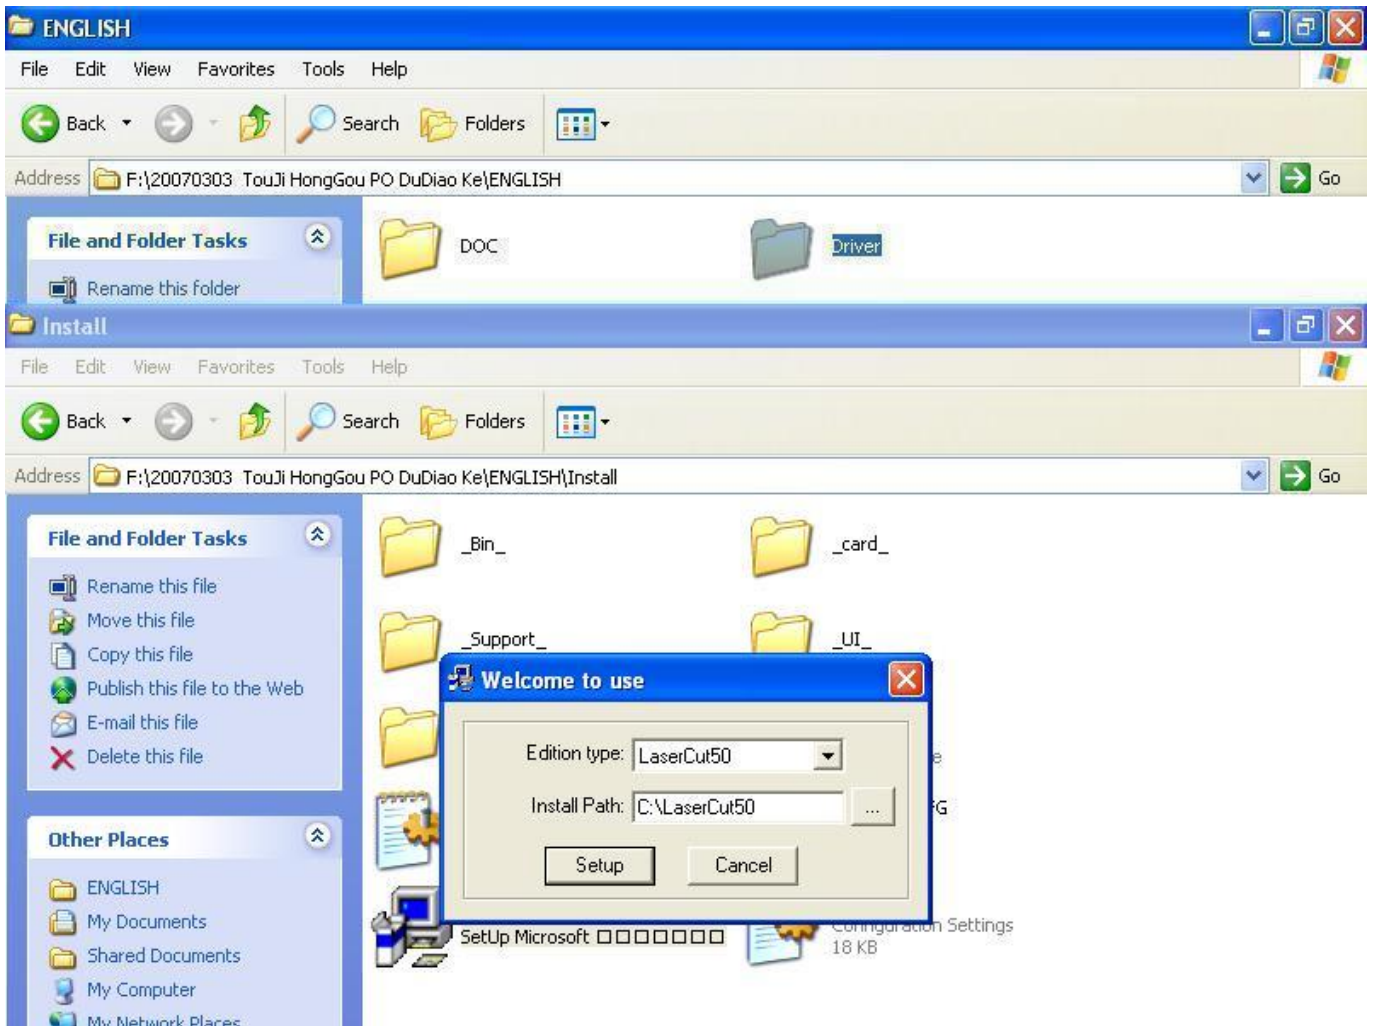 ENGLISH
File Edit View Favorites Tools Help
Back Search Folders
Address F:\20070303 TouJi HongGou PO DuDiao Ke\ENGLISH Go
File and Folder Tasks
DOC
Driver
Rename this folder
Install
File Edit View Favorites Tools Help
Back Search Folders
Address F:\20070303 TouJi HongGou PO DuDiao Ke\ENGLISH\Install Go
File and Folder Tasks
Rename this file
Move this file
Copy this file
Publish this file to the Web
E-mail this file
Delete this file
Other Places
ENGLISH
My Documents
Shared Documents
My Computer
My Network Places
_Bin_
_card_
_Support_
_UI_
Welcome to use
Edition type: LaserCut50
Install Path: C:\LaserCut50 ...
Setup Cancel
SetUp Microsoft □□□□□□□
Configuration Settings
18 KB